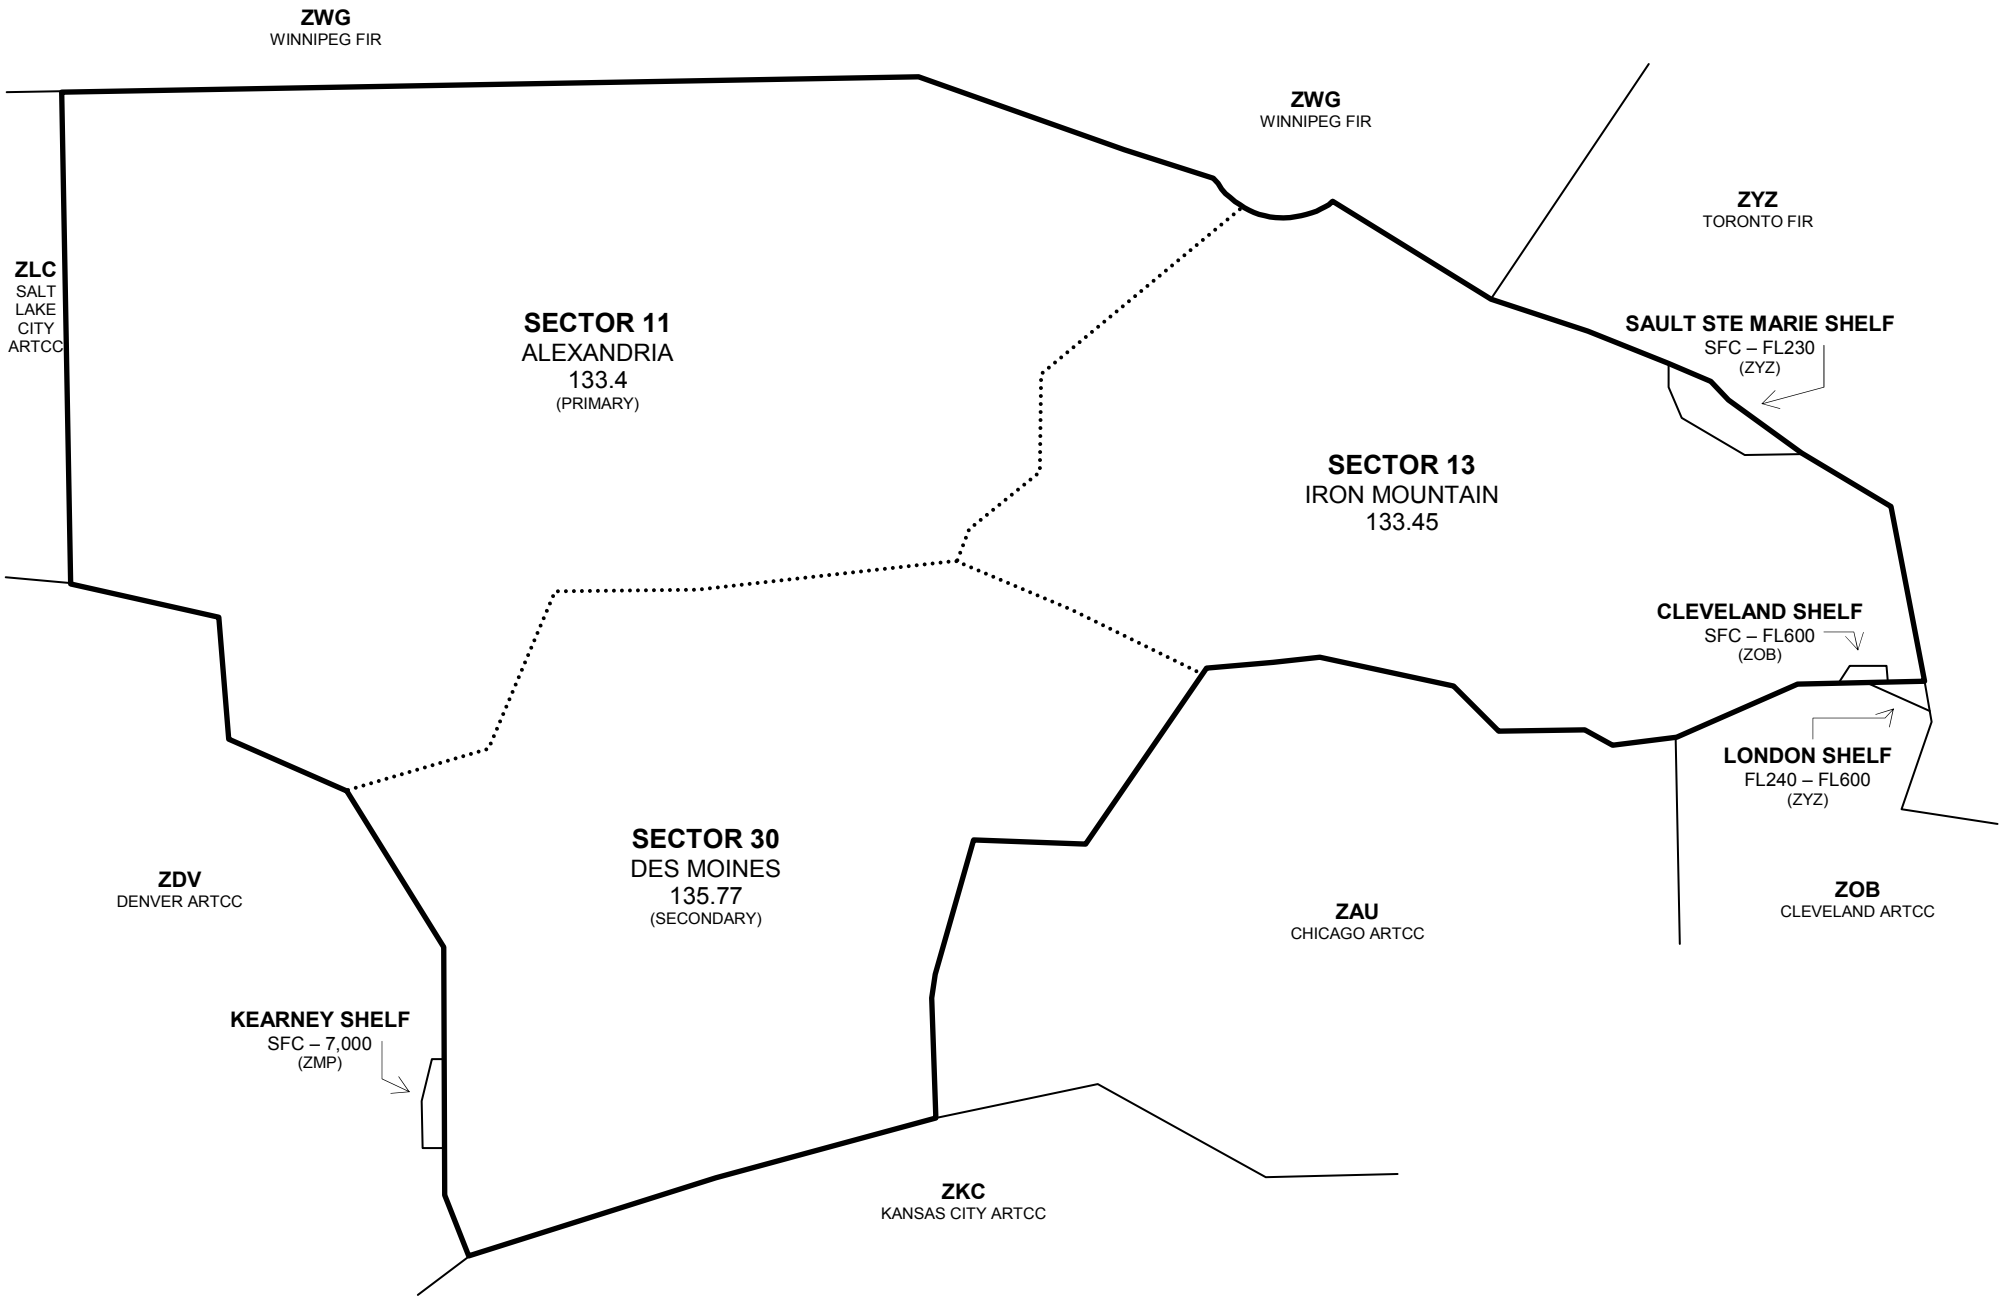 ZWG
WINNIPEG FIR
ZWG
WINNIPEG FIR
ZYZ
TORONTO FIR
ZLC
SALT
LAKE
CITY
ARTCC
SECTOR 11
ALEXANDRIA
133.4
(PRIMARY)
SAULT STE MARIE SHELF
SFC – FL230
(ZYZ)
SECTOR 13
IRON MOUNTAIN
133.45
CLEVELAND SHELF
SFC – FL600
(ZOB)
LONDON SHELF
FL240 – FL600
(ZYZ)
SECTOR 30
DES MOINES
135.77
(SECONDARY)
ZDV
DENVER ARTCC
ZAU
CHICAGO ARTCC
ZOB
CLEVELAND ARTCC
KEARNEY SHELF
SFC – 7,000
(ZMP)
ZKC
KANSAS CITY ARTCC